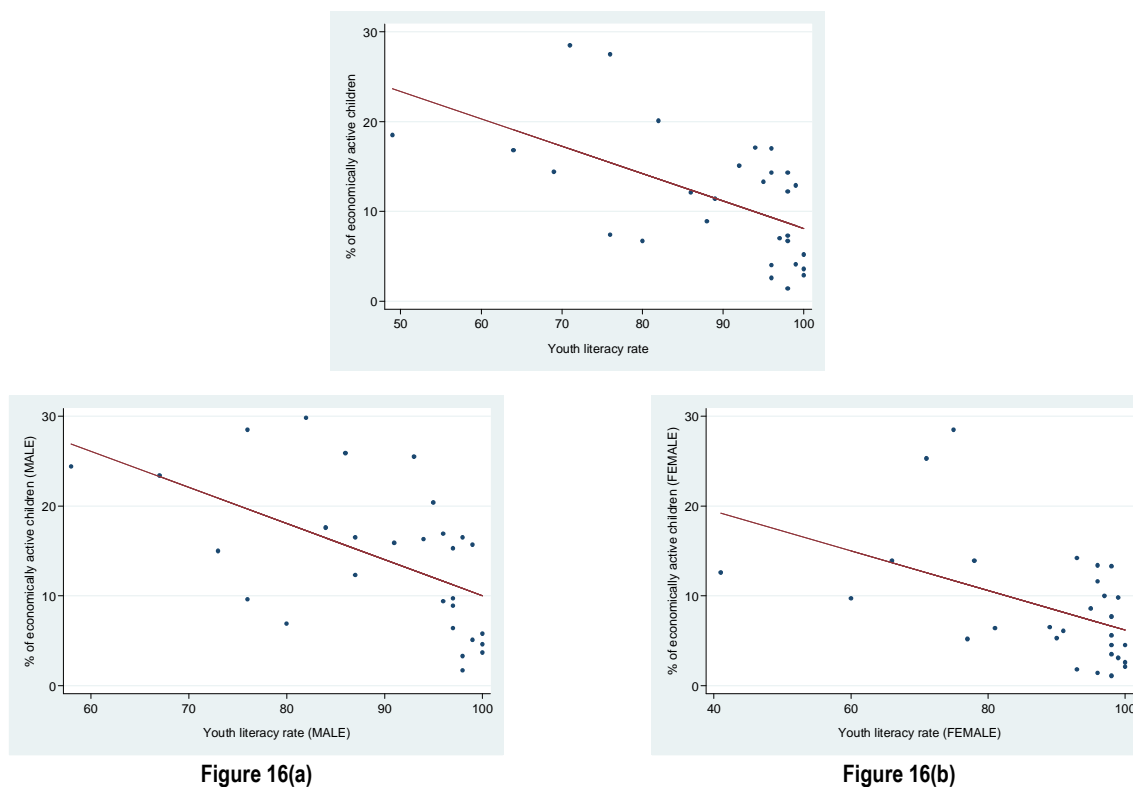 % of economically active children
30
20
10
0
50 60 70 80 90 100
Youth literacy rate
% of economically active children (MALE)
30
20
10
0
60 70 80 90 100
Youth literacy rate (MALE)
Figure 16(a)
% of economically active children (FEMALE)
30
20
10
0
40 60 80 100
Youth literacy rate (FEMALE)
Figure 16(b)